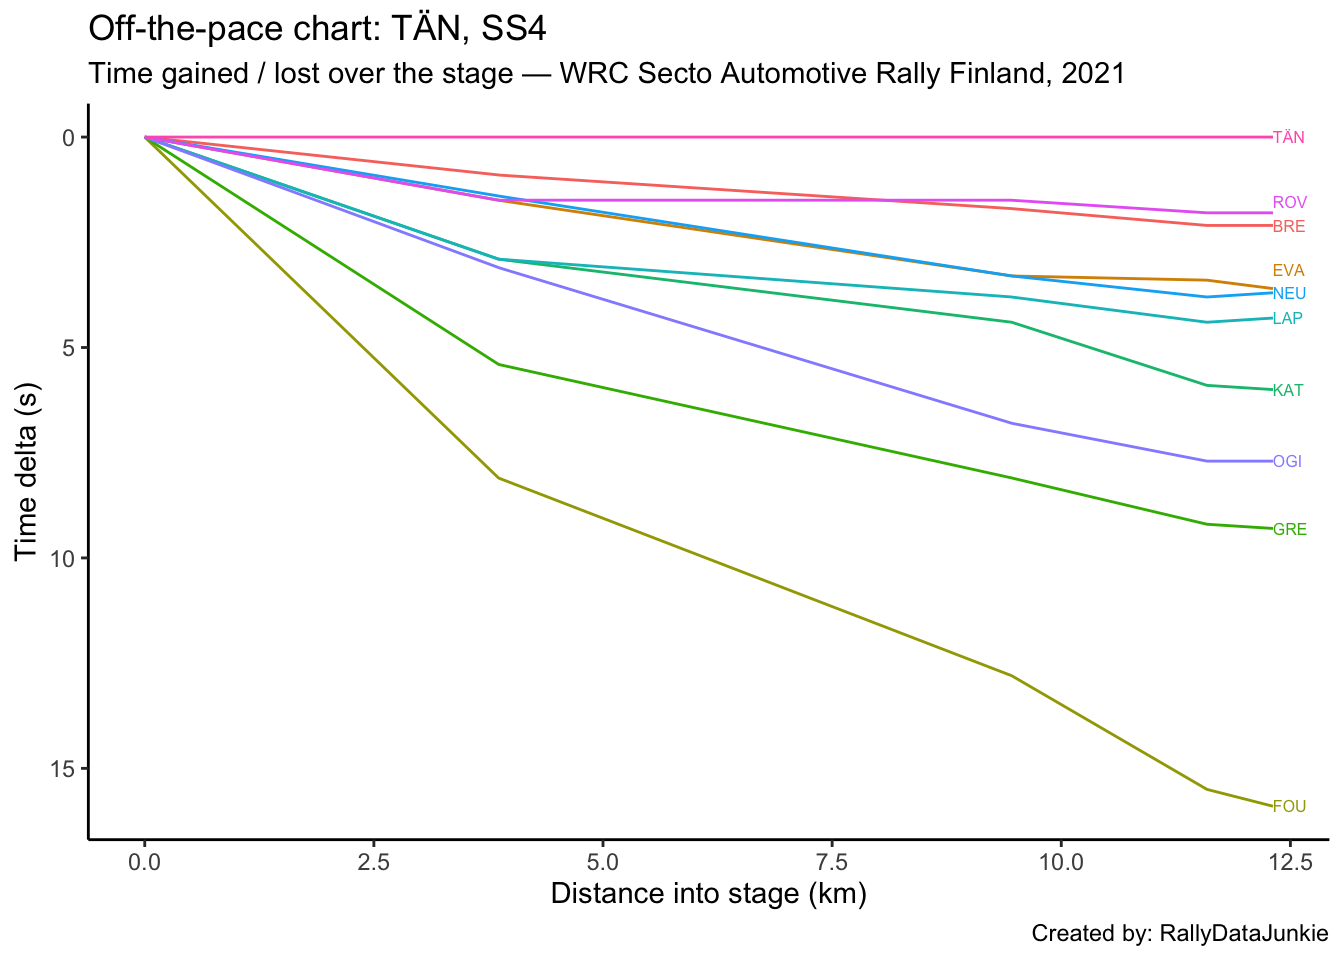 Off-the-pace chart: TÄN, SS4
Time gained / lost over the stage — WRC Secto Automotive Rally Finland, 2021
0
5
10
15
Time delta (s)
TÄN
ROV
BRE
EVA
NEU
LAP
KAT
OGI
GRE
FOU
0.0 2.5 5.0 7.5 10.0 12.5
Distance into stage (km)
Created by: RallyDataJunkie